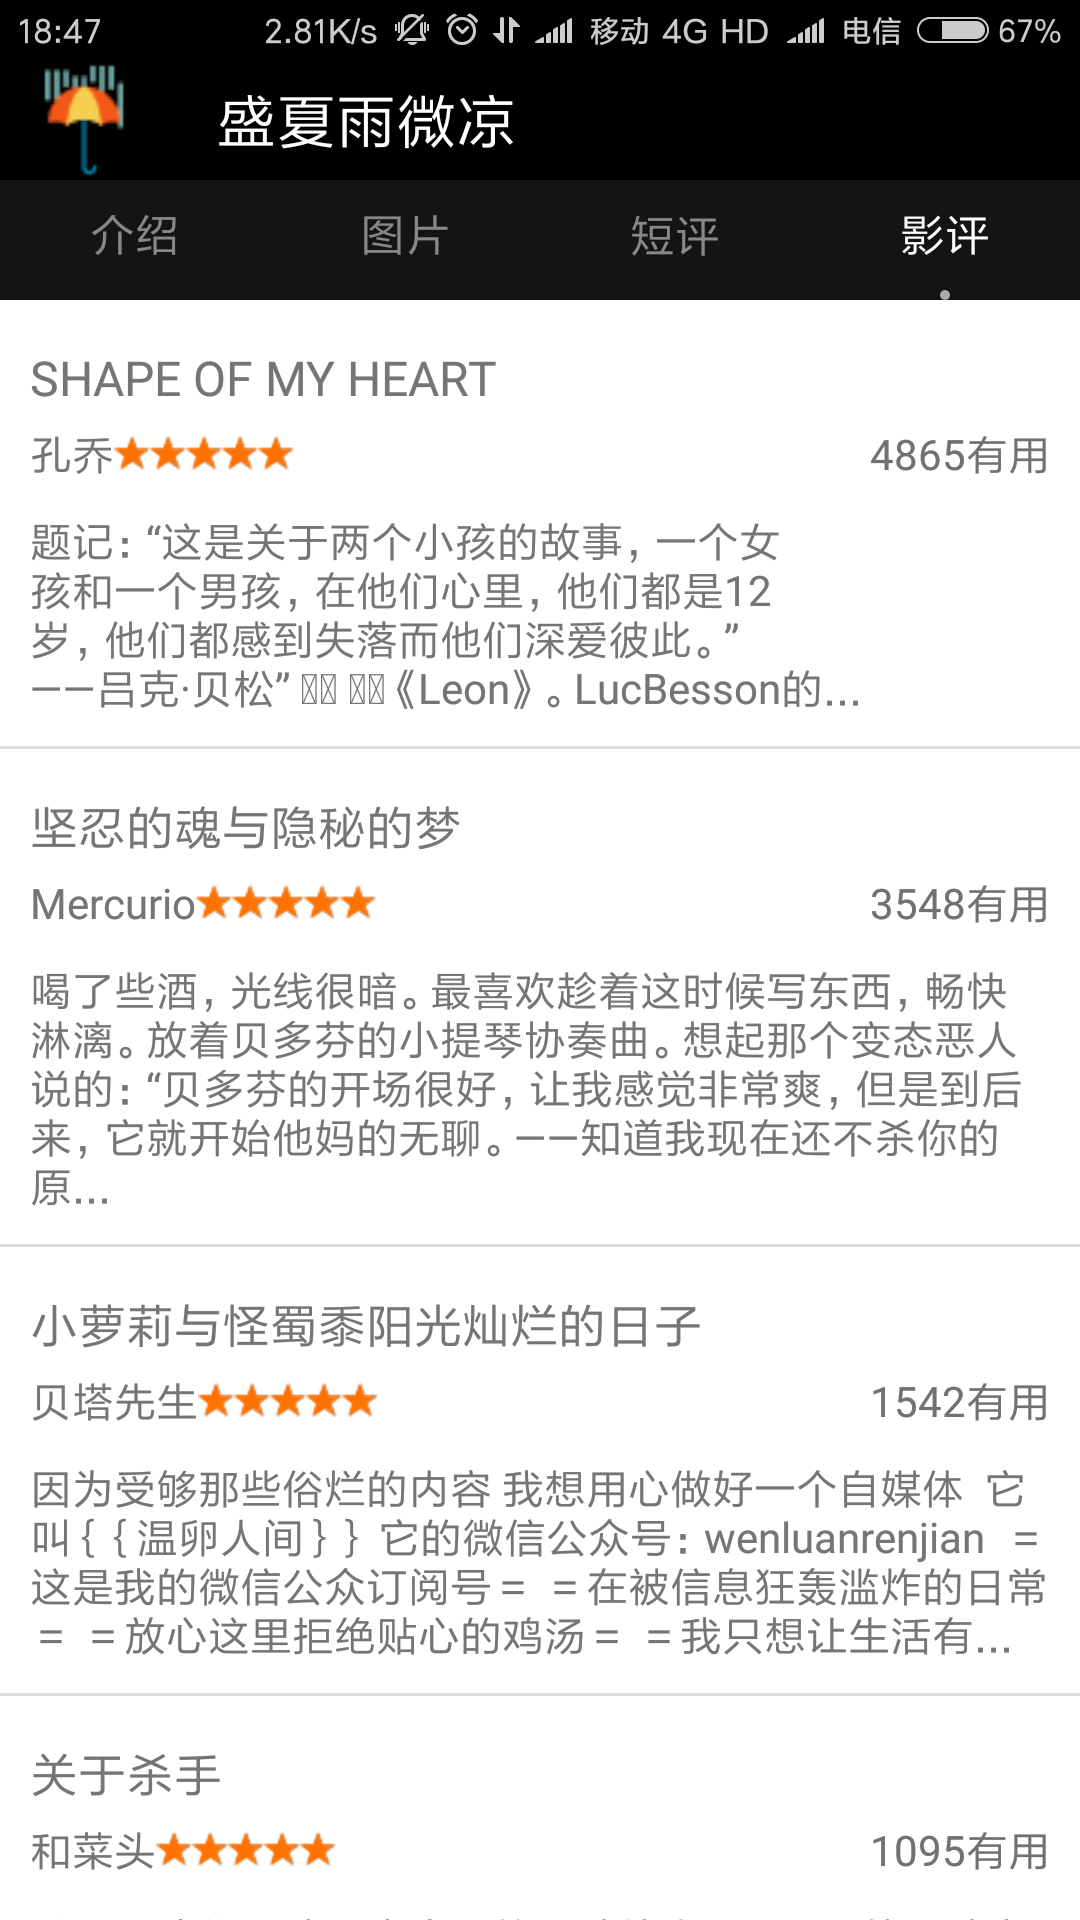 18:47 2.81K/s 移动 4G HD 电信 67%
盛夏雨微凉
介绍 图片 短评 影评
SHAPE OF MY HEART
孔乔 4865有用
题记：“这是关于两个小孩的故事，一个女
孩和一个男孩，在他们心里，他们都是12
岁，他们都感到失落而他们深爱彼此。”
——吕克·贝松” 《Leon》。LucBesson的...
坚忍的魂与隐秘的梦
Mercurio 3548有用
喝了些酒，光线很暗。最喜欢趁着这时候写东西，畅快
淋漓。放着贝多芬的小提琴协奏曲。想起那个变态恶人
说的：“贝多芬的开场很好，让我感觉非常爽，但是到后
来，它就开始他妈的无聊。——知道我现在还不杀你的
原...
小萝莉与怪蜀黍阳光灿烂的日子
贝塔先生 1542有用
因为受够那些俗烂的内容 我想用心做好一个自媒体 它
叫｛｛温卵人间｝｝它的微信公众号：wenluanrenjian ＝
这是我的微信公众订阅号＝ ＝在被信息狂轰滥炸的日常
＝ ＝放心这里拒绝贴心的鸡汤＝ ＝我只想让生活有...
关于杀手
和菜头 1095有用